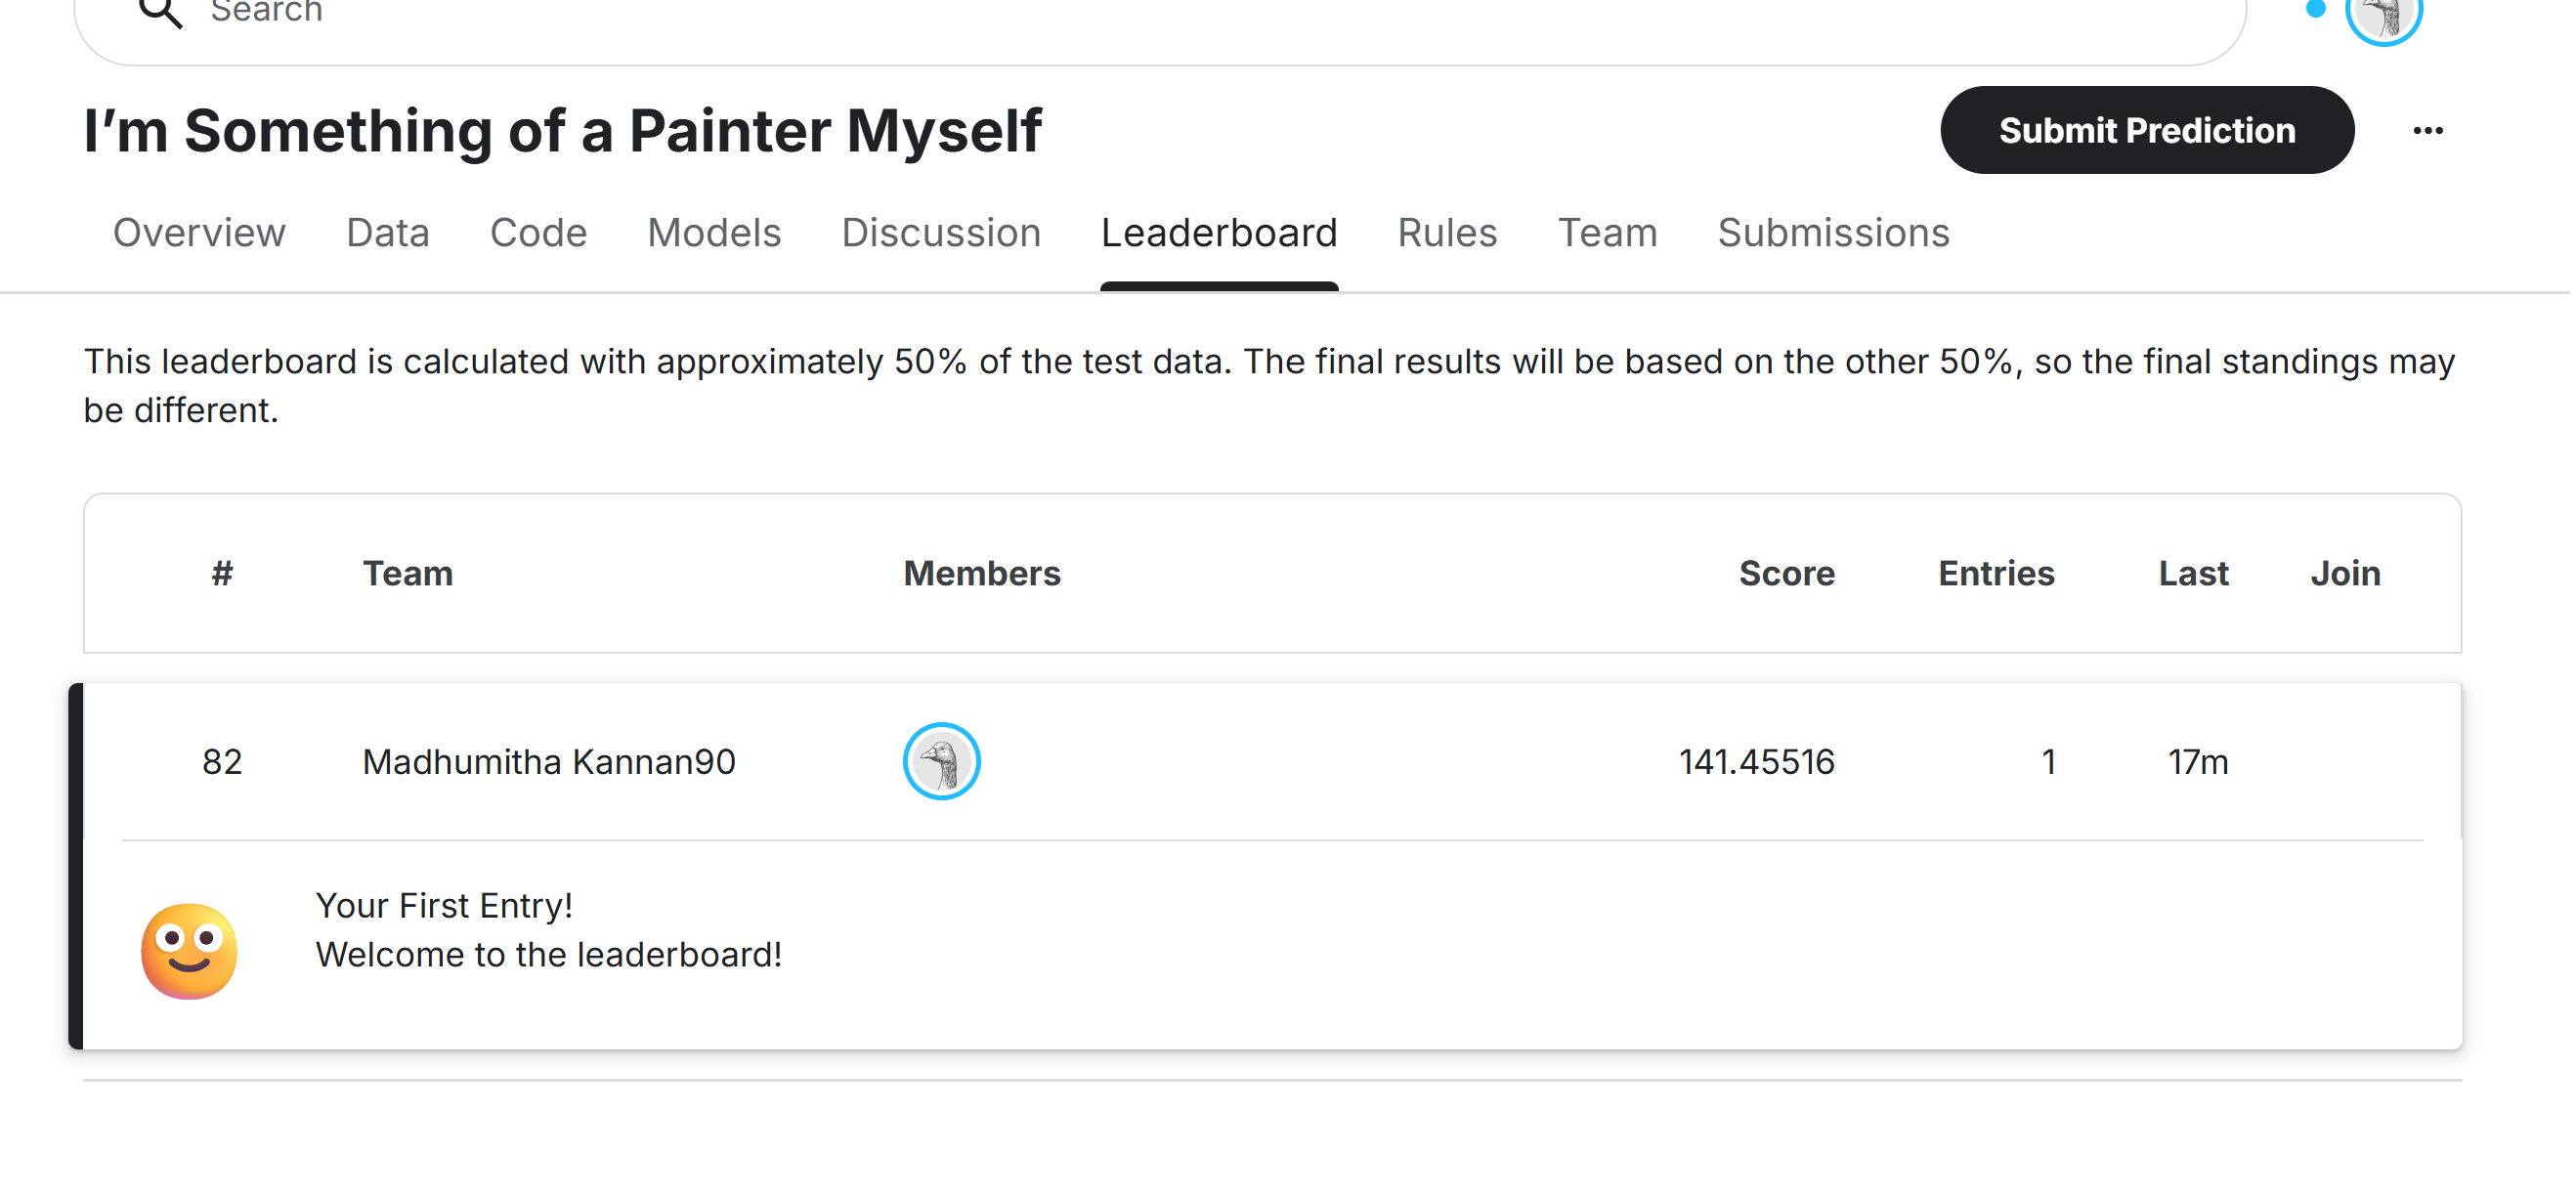 Search
I’m Something of a Painter Myself
Submit Prediction
Overview Data Code Models Discussion Leaderboard Rules Team Submissions
This leaderboard is calculated with approximately 50% of the test data. The final results will be based on the other 50%, so the final standings may
be different.
# Team Members Score Entries Last Join
82 Madhumitha Kannan90 141.45516 1 17m
Your First Entry!
Welcome to the leaderboard!